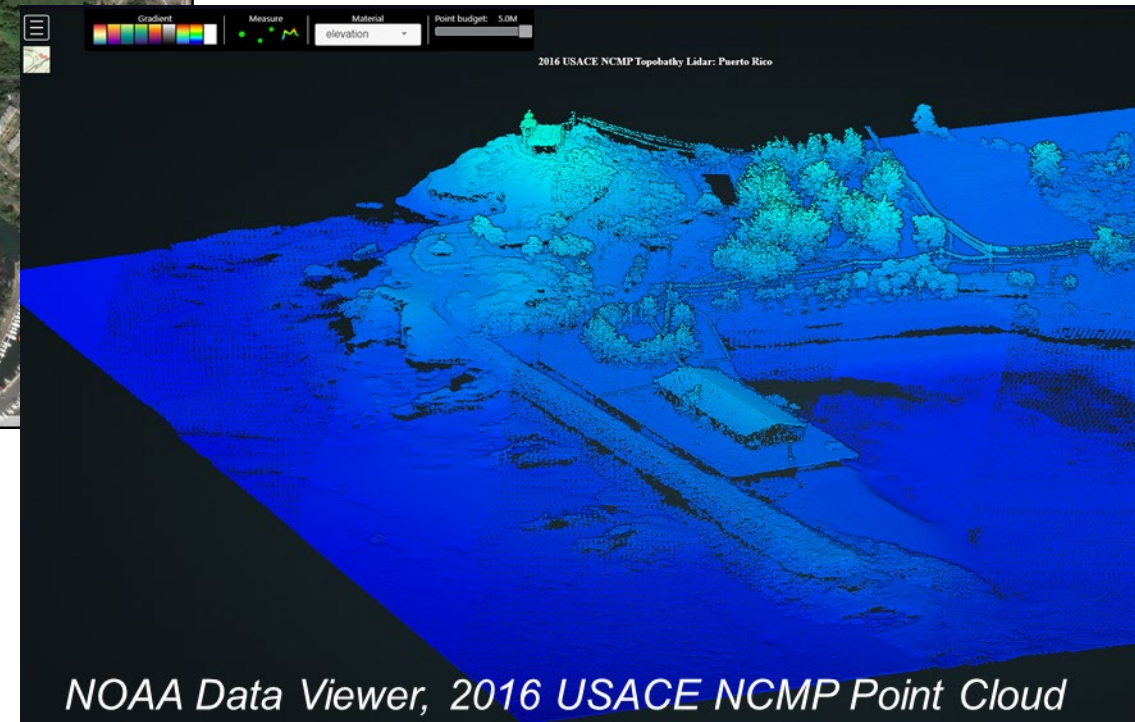 Gradient
Measure
Material
elevation
Point budget: 5.0M
2016 USACE NCMP Topobathy Lidar: Puerto Rico
NOAA Data Viewer, 2016 USACE NCMP Point Cloud